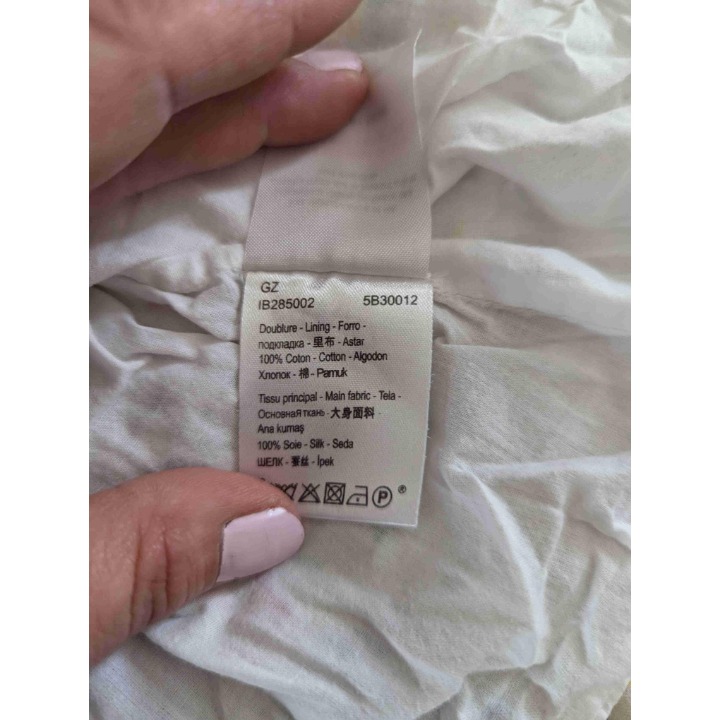 GZ
IB285002 5B30012
Doublure - Lining - Forro -
подкладка - 里布 - Astar
100% Coton - Cotton - Algodon
Хлопок - 棉 - Pamuk
Tissu principal - Main fabric - Tela -
Основная ткань - 大身面料 -
Ana kumaş
100% Soie - Silk - Seda
ШЕЛК - 蚕丝 - İpek
P ®